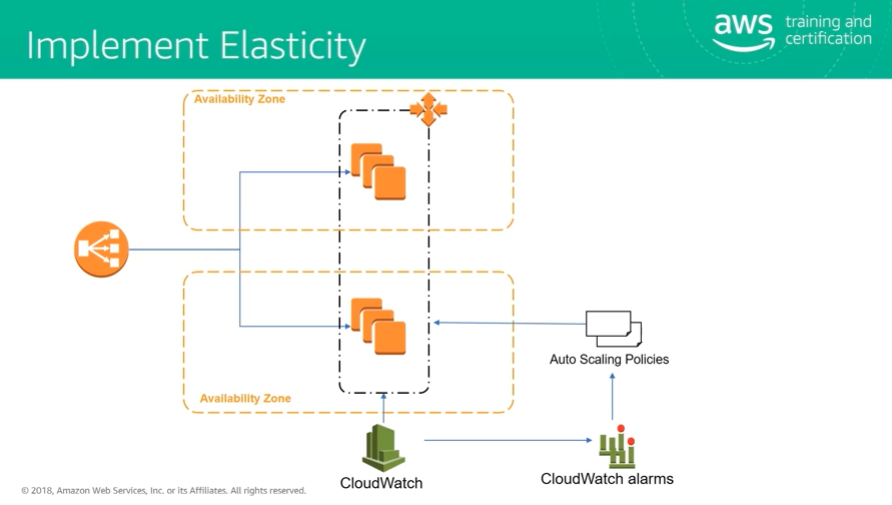 Implement Elasticity
aws training and
certification
Availability Zone
Auto Scaling Policies
Availability Zone
CloudWatch
CloudWatch alarms
© 2018, Amazon Web Services, Inc. or its Affiliates. All rights reserved.